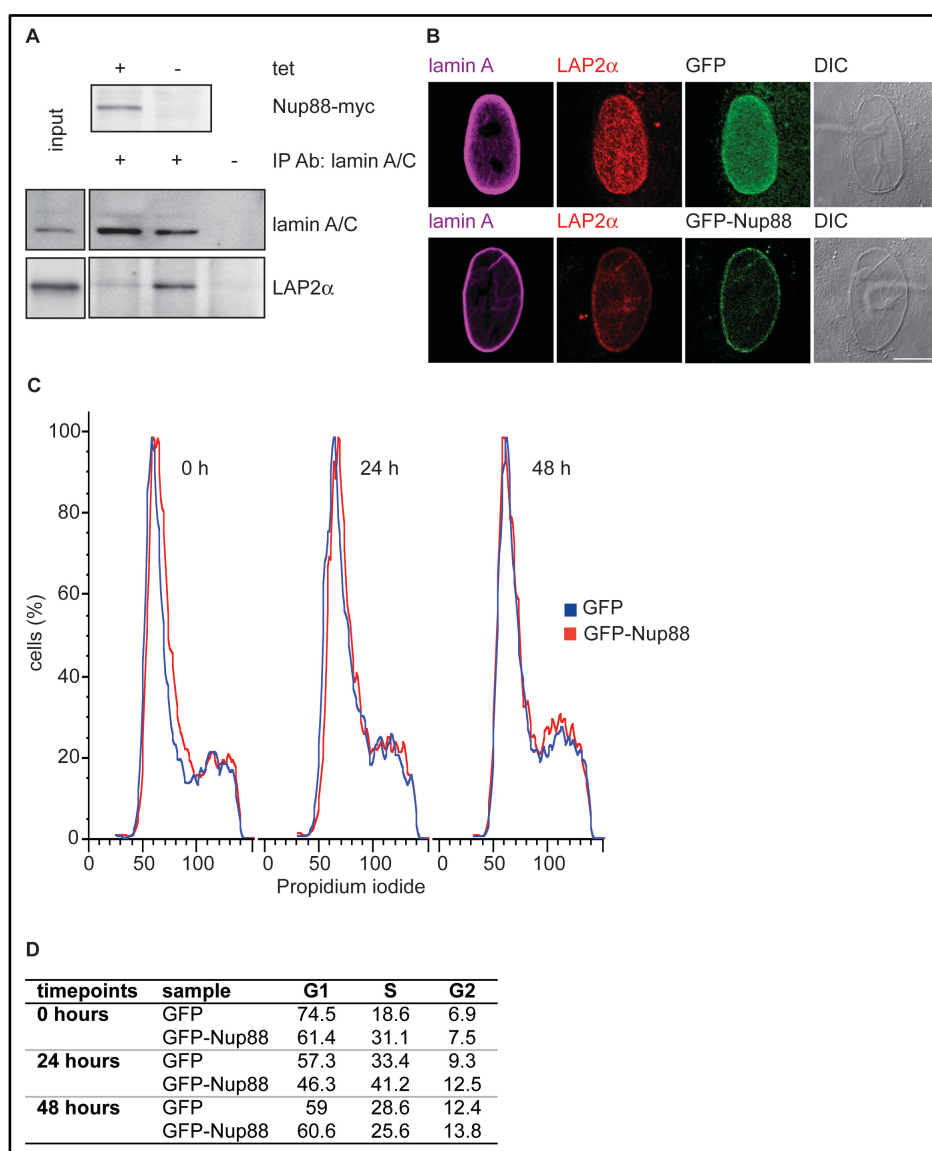 A
+ - tet
Nup88-myc
input
+ + - IP Ab: lamin A/C
lamin A/C
LAP2α
B
lamin A LAP2α GFP DIC
lamin A LAP2α GFP-Nup88 DIC
C
100
80
60
40
20
0
cells (%)
0 h
24 h
48 h
GFP
GFP-Nup88
0 50 100 0 50 100 0 50 100
Propidium iodide
D
timepoints sample G1 S G2
0 hours GFP 74.5 18.6 6.9
GFP-Nup88 61.4 31.1 7.5
24 hours GFP 57.3 33.4 9.3
GFP-Nup88 46.3 41.2 12.5
48 hours GFP 59 28.6 12.4
GFP-Nup88 60.6 25.6 13.8